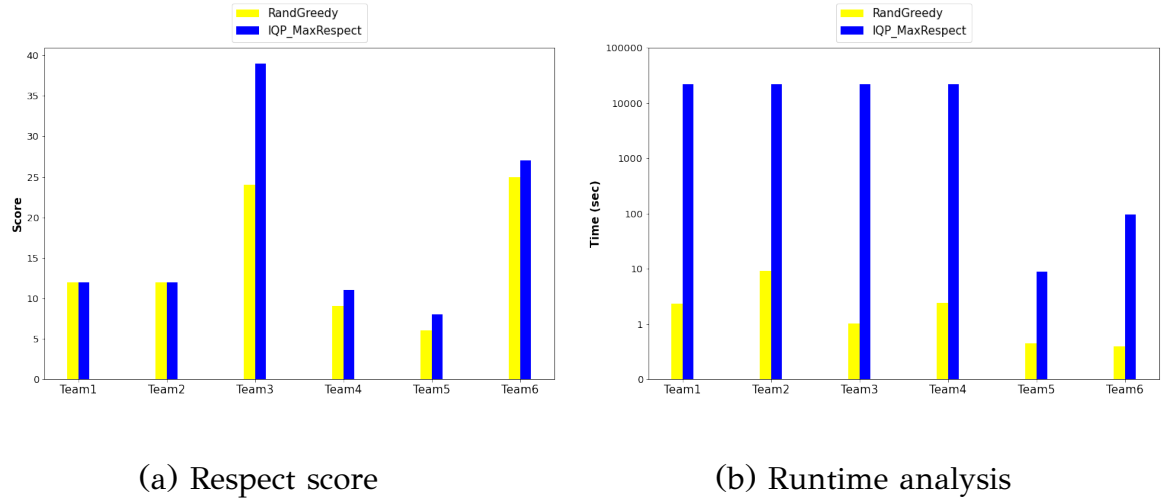 RandGreedy
IQP_MaxRespect
40
35
30
25
20
15
10
5
0
Score
Team1 Team2 Team3 Team4 Team5 Team6
(a) Respect score
RandGreedy
IQP_MaxRespect
100000
10000
1000
100
10
1
0
Time (sec)
Team1 Team2 Team3 Team4 Team5 Team6
(b) Runtime analysis